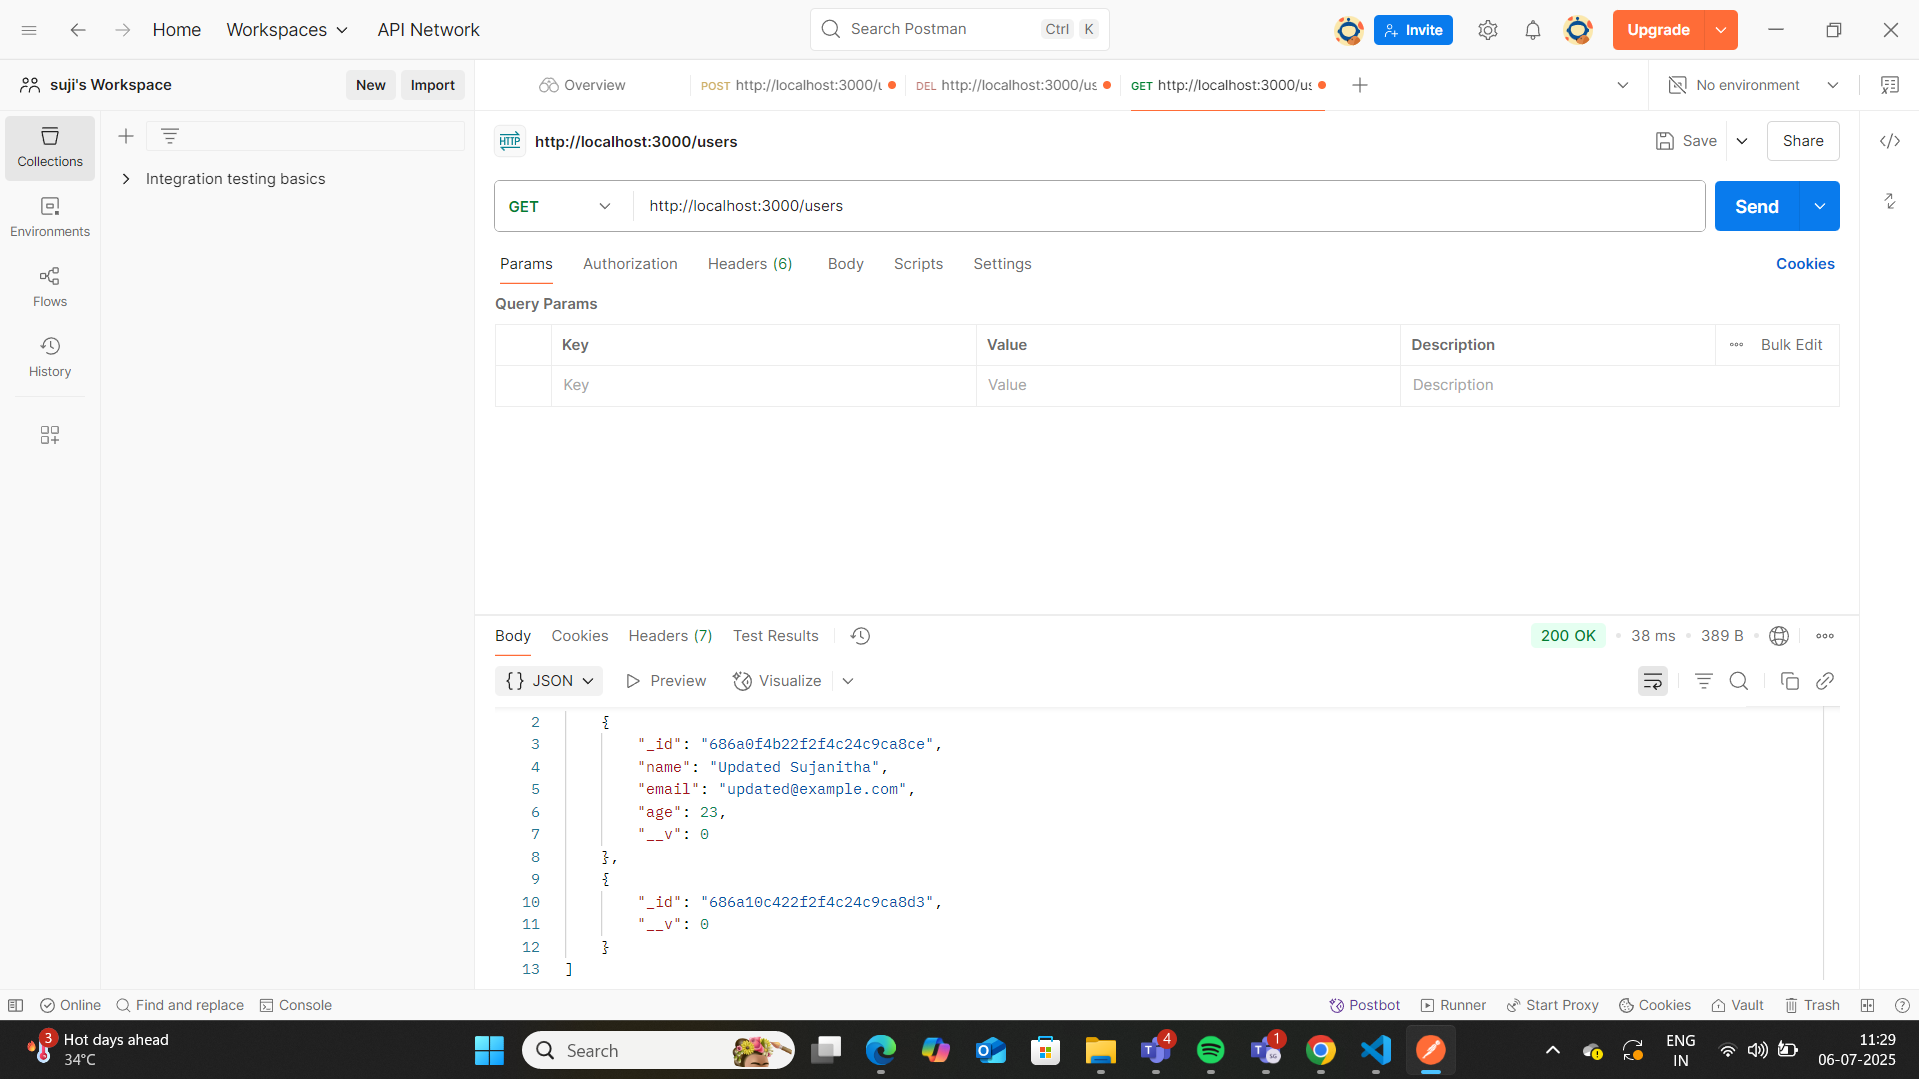 Home
Workspaces
API Network
Search Postman
Ctrl
K
Invite
Upgrade
suji's Workspace
New
Import
Overview
POST http://localhost:3000/u
DEL http://localhost:3000/us
GET http://localhost:3000/us
No environment
Collections
Integration testing basics
Environments
Flows
History
HTTP
http://localhost:3000/users
Save
Share
GET
http://localhost:3000/users
Send
Params
Authorization
Headers (6)
Body
Scripts
Settings
Cookies
Query Params
Key
Value
Description
Bulk Edit
Key
Value
Description
Body
Cookies
Headers (7)
Test Results
200 OK
38 ms
389 B
{} JSON
Preview
Visualize
2 {
3 "_id": "686a0f4b22f2f4c24c9ca8ce",
4 "name": "Updated Sujanitha",
5 "email": "updated@example.com",
6 "age": 23,
7 "__v": 0
8 },
9 {
10 "_id": "686a10c422f2f4c24c9ca8d3",
11 "__v": 0
12 }
13 ]
Online
Find and replace
Console
Postbot
Runner
Start Proxy
Cookies
Vault
Trash
3
Hot days ahead
34°C
Search
4
1
ENG
IN
11:29
06-07-2025